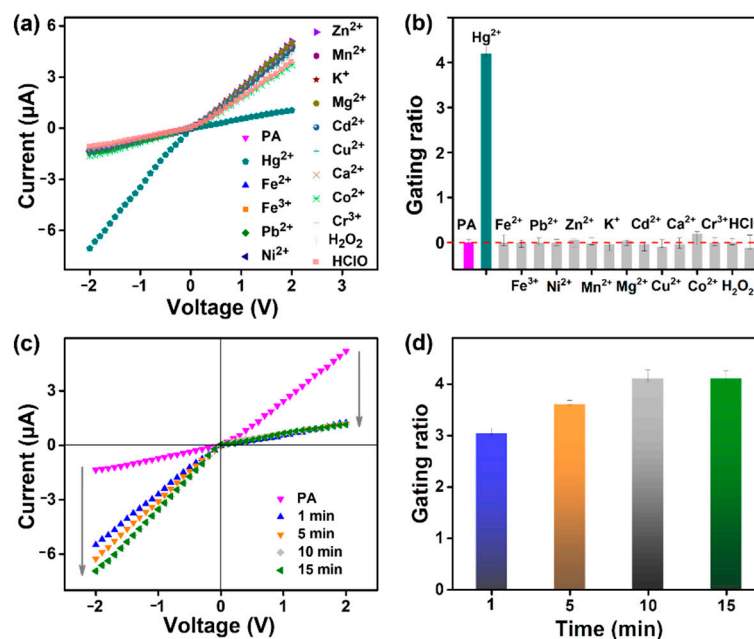 (a)
Current (μA)
6
3
0
−3
−6
−2
−1
0
1
2
3
Voltage (V)
PA
Hg²⁺
Fe²⁺
Fe³⁺
Pb²⁺
Ni²⁺
Zn²⁺
Mn²⁺
K⁺
Mg²⁺
Cd²⁺
Cu²⁺
Ca²⁺
Co²⁺
Cr³⁺
H₂O₂
HClO
(b)
Gating ratio
4
3
2
1
0
Hg²⁺
PA Fe²⁺ Pb²⁺ Zn²⁺ K⁺ Cd²⁺ Ca²⁺ Cr³⁺ HClO
Fe³⁺ Ni²⁺ Mn²⁺ Mg²⁺ Cu²⁺ Co²⁺ H₂O₂
(c)
Current (μA)
3
0
−3
−6
−2
−1
0
1
2
Voltage (V)
PA
1 min
5 min
10 min
15 min
(d)
Gating ratio
5
4
3
2
1
0
1
5
10
15
Time (min)